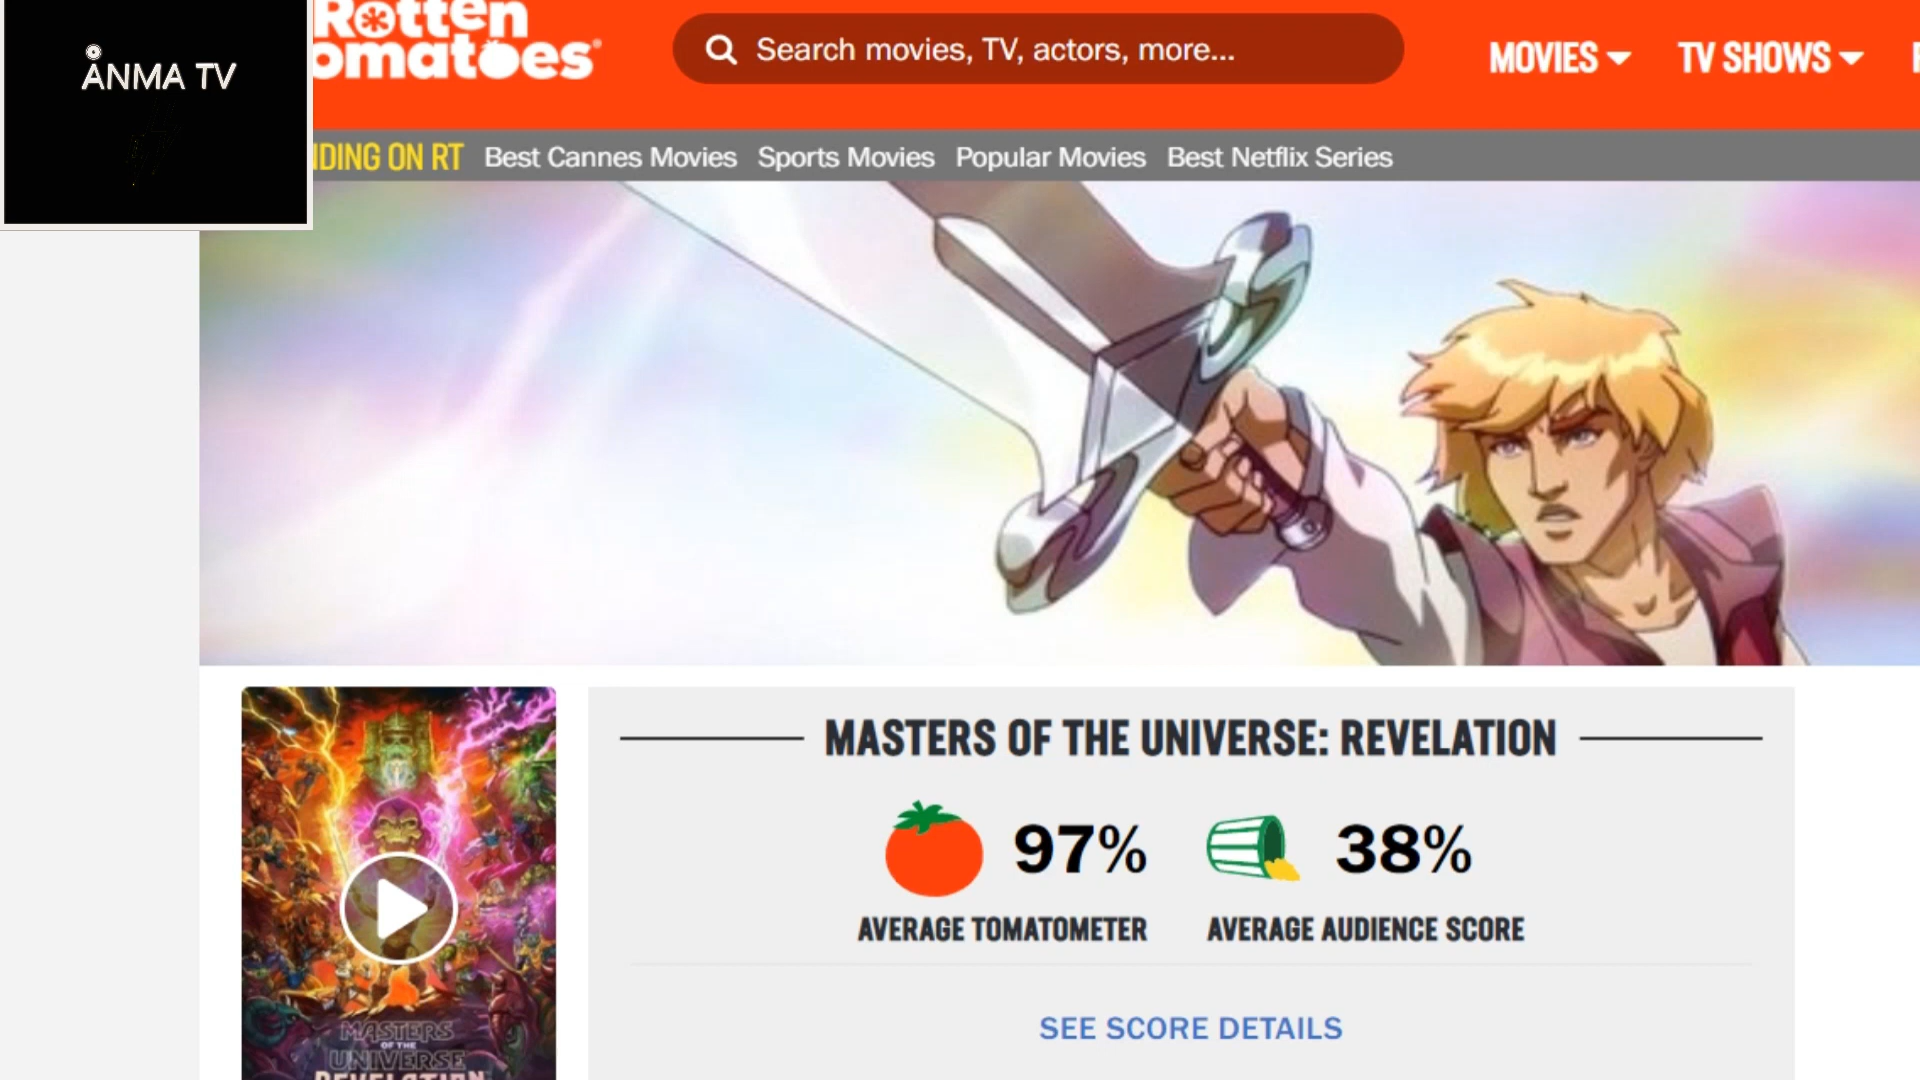 ANMA TV
Rotten
omatoes®
Search movies, TV, actors, more...
MOVIES
TV SHOWS
NDING ON RT
Best Cannes Movies
Sports Movies
Popular Movies
Best Netflix Series
MASTERS OF THE UNIVERSE: REVELATION
97%
38%
AVERAGE TOMATOMETER
AVERAGE AUDIENCE SCORE
SEE SCORE DETAILS
MASTERS
OF THE
UNIVERSE
REVELATION